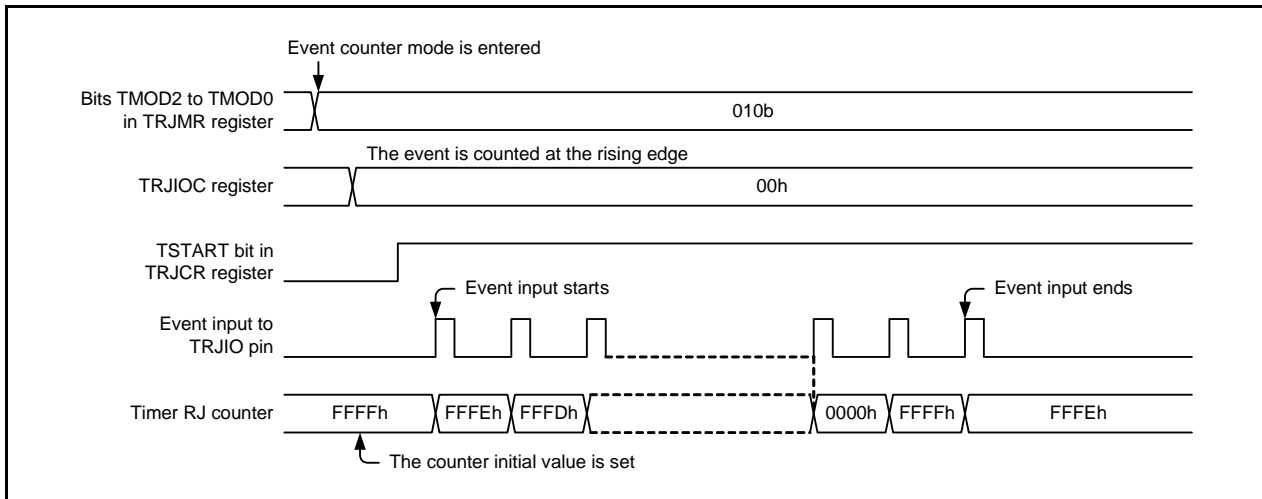 Event counter mode is entered
Bits TMOD2 to TMOD0
in TRJMR register
010b
The event is counted at the rising edge
TRJIOC register
00h
TSTART bit in
TRJCR register
Event input starts
Event input ends
Event input to
TRJIO pin
Timer RJ counter
FFFFh
FFFEh
FFFDh
0000h
FFFFh
FFFEh
The counter initial value is set